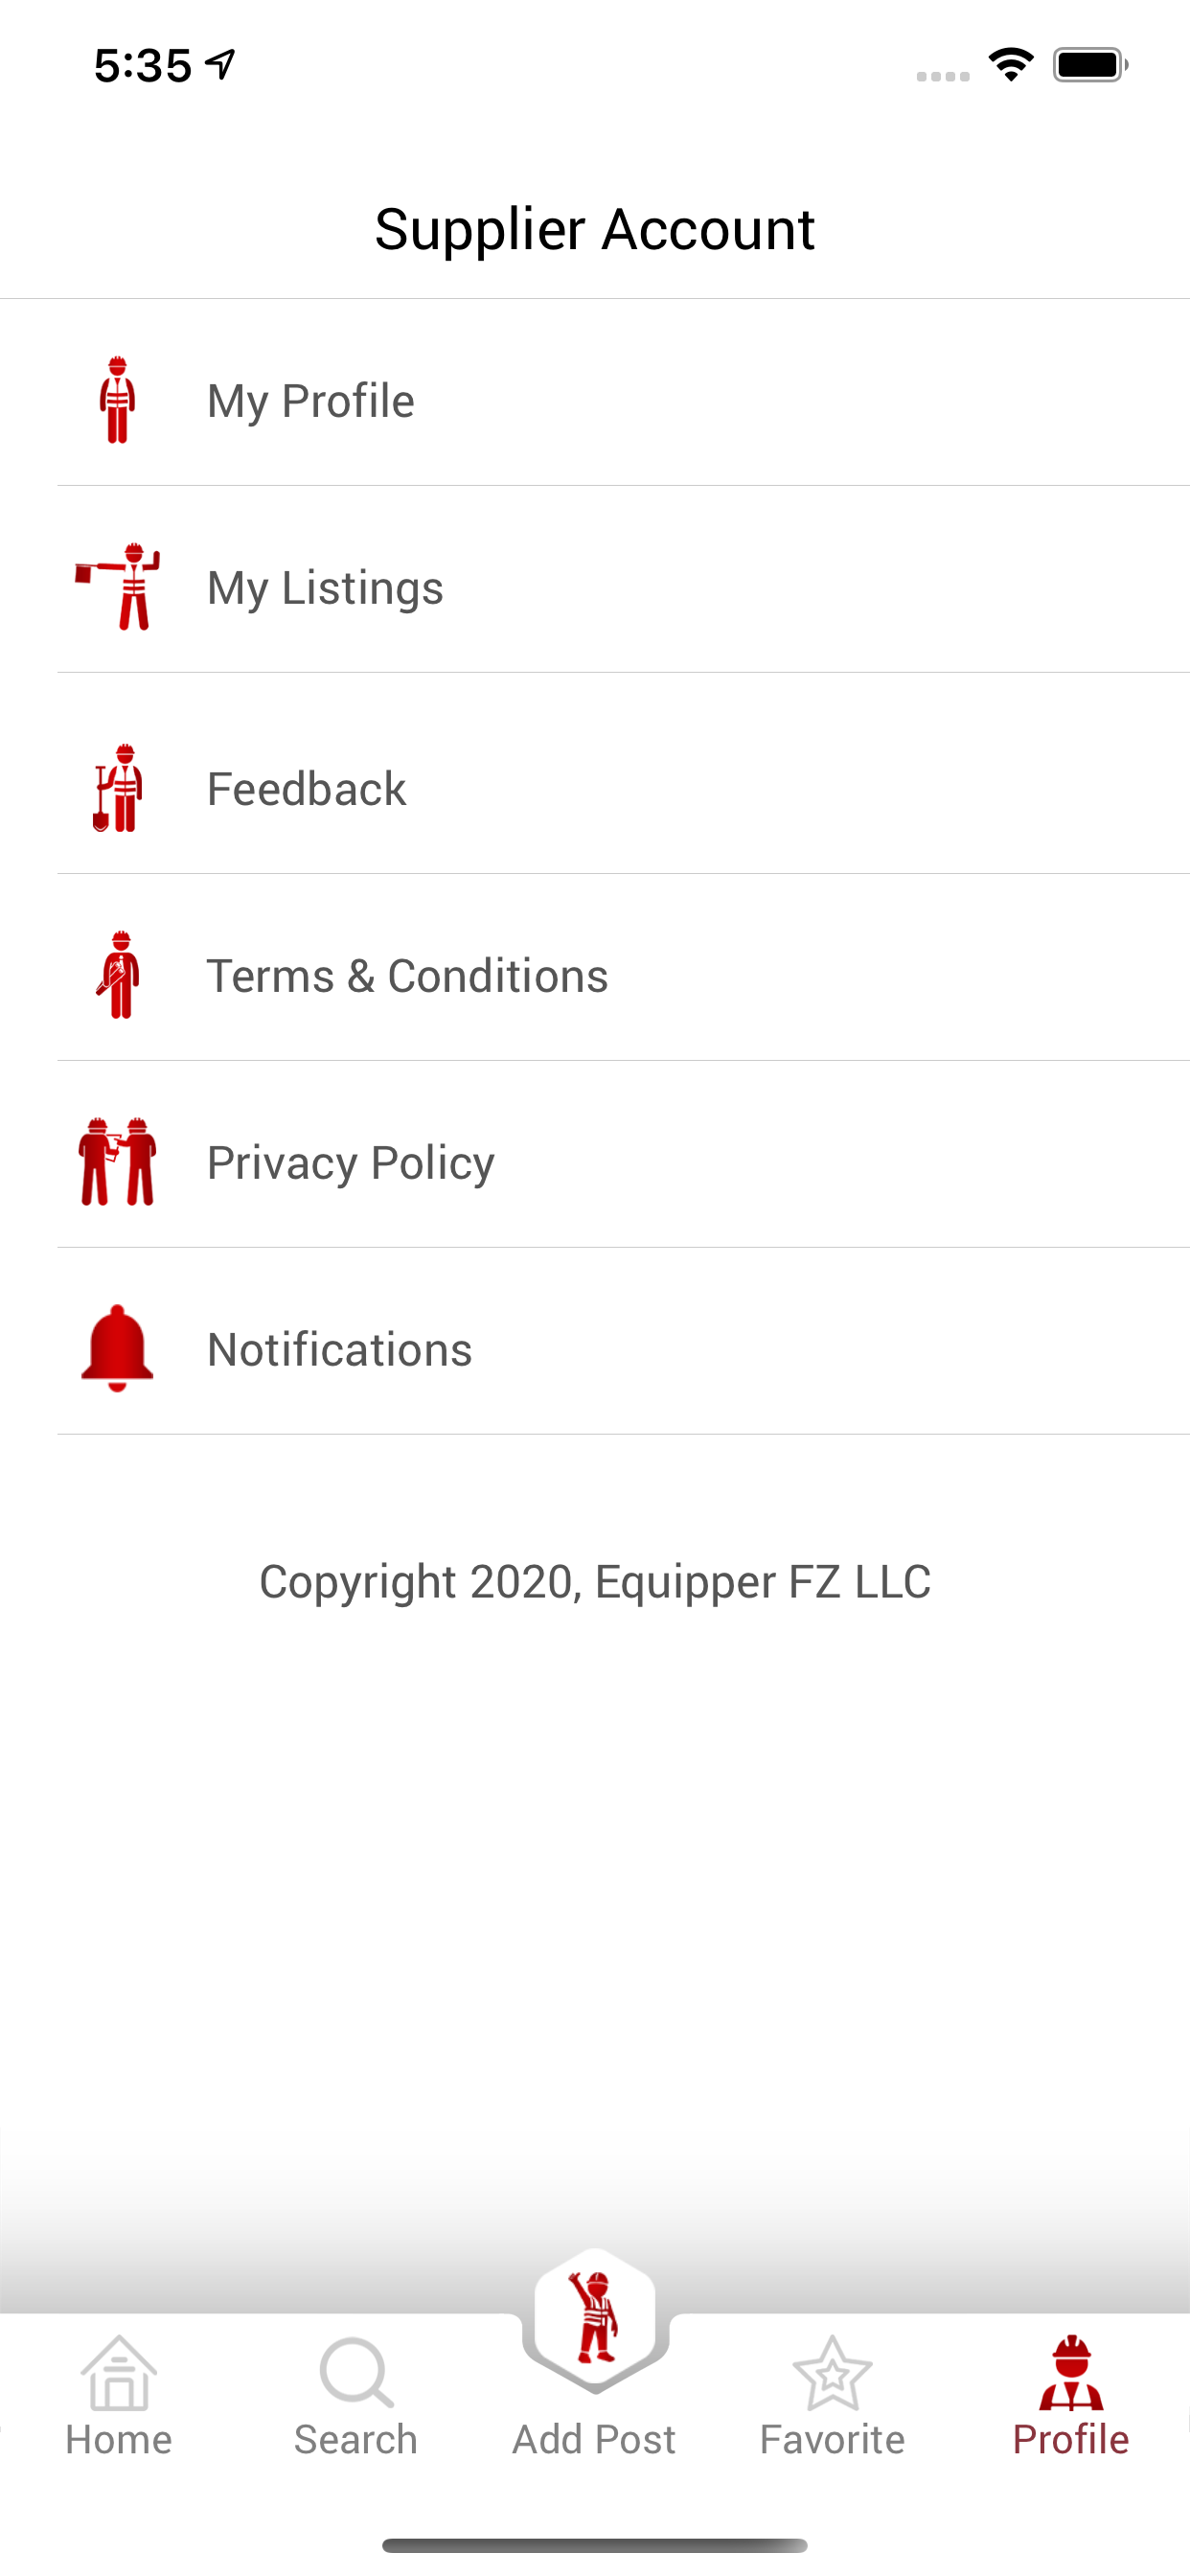 5:35
Supplier Account
My Profile
My Listings
Feedback
Terms & Conditions
Privacy Policy
Notifications
Copyright 2020, Equipper FZ LLC
Home
Search
Add Post
Favorite
Profile